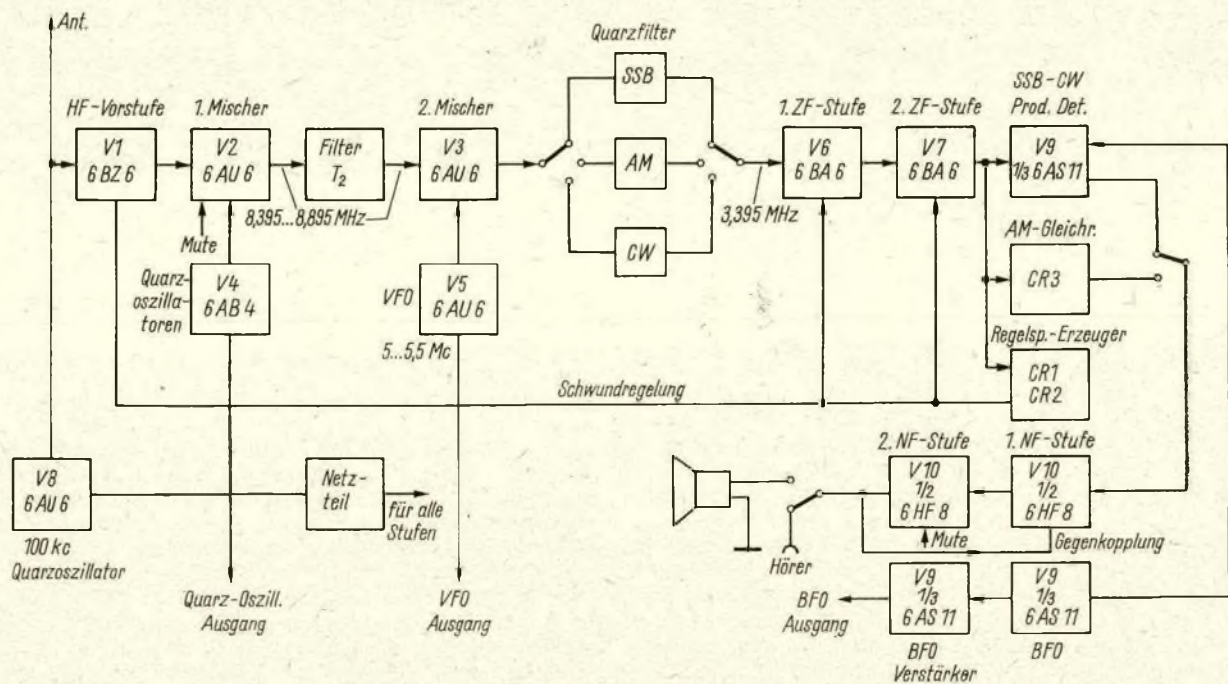 Ant.
HF-Vorstufe
V1
6 BZ 6
1. Mischer
V2
6 AU 6
Filter
T2
2. Mischer
V3
6 AU 6
8,395...8,895 MHz
Mute
Quarz-
oszilla-
toren
V4
6 AB 4
VFO
V5
6 AU 6
5...5,5 Mc
Quarzfilter
SSB
AM
CW
3,395 MHz
1. ZF-Stufe
V6
6 BA 6
2. ZF-Stufe
V7
6 BA 6
SSB-CW
Prod. Det.
V9
1/3 6 AS 11
AM-Gleichr.
CR3
Regelsp.-Erzeuger
CR1
CR2
Schwundregelung
V8
6 AU 6
100 kc
Quarzoszillator
Netz-
teil
für alle
Stufen
Quarz-Oszill.
Ausgang
VFO
Ausgang
2. NF-Stufe
V10
1/2
6 HF 8
1. NF-Stufe
V10
1/2
6 HF 8
Mute
Gegenkopplung
Hörer
BFO
Ausgang
V9
1/3
6 AS 11
BFO
Verstärker
V9
1/3
6 AS 11
BFO